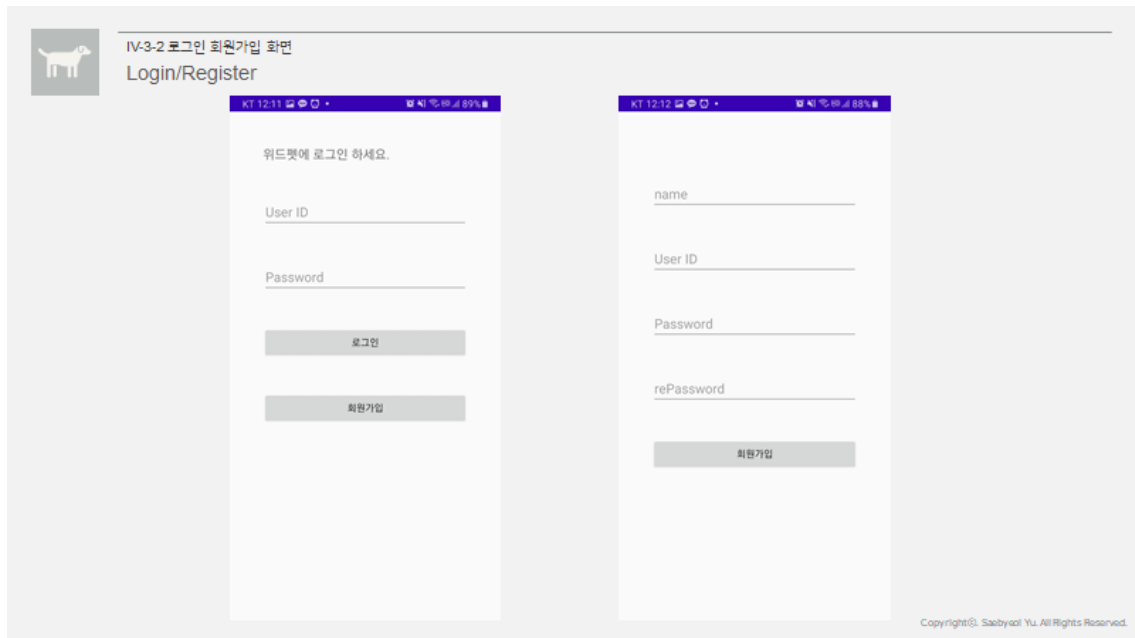 IV-3-2 로그인 회원가입 화면
Login/Register
KT 12:11 89%
위드펫에 로그인 하세요.
User ID
Password
로그인
회원가입
KT 12:12 88%
name
User ID
Password
rePassword
회원가입
Copyrightⓒ. Saebyeol Yu. All Rights Reserved.